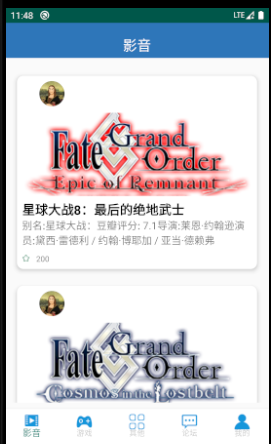 11:48
LTE
影音
Fate Grand Order
Epic of Remnant
星球大战8：最后的绝地武士
别名:星球大战: 豆瓣评分: 7.1导演:莱恩·约翰逊演
员:黛西·雷德利 / 约翰·博耶加 / 亚当·德赖弗
200
Fate Grand Order
Cosmos in the Lostbelt
影音
游戏
其他
论坛
我的